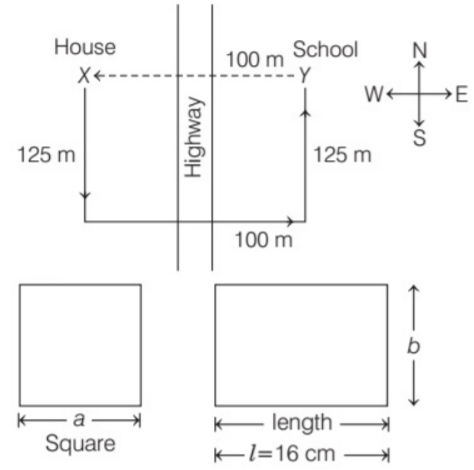 House
School
N
X
100 m
Y
W
E
S
125 m
Highway
125 m
100 m
b
a
Square
length
l=16 cm